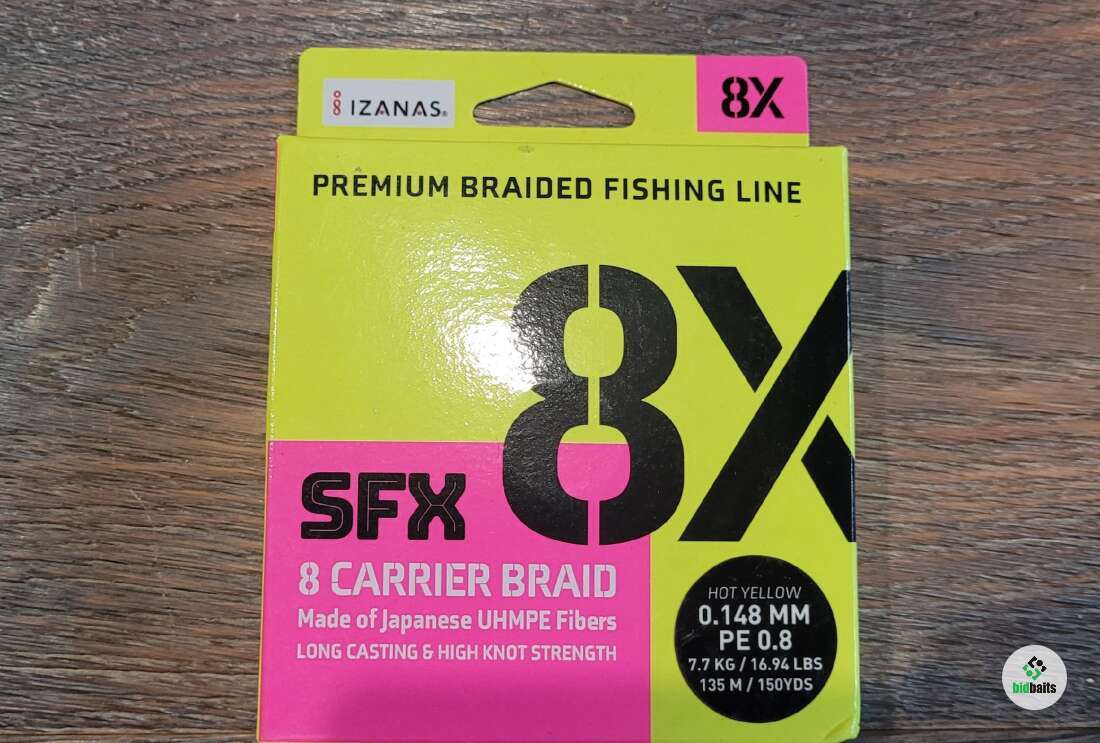 IZANAS®
8X
PREMIUM BRAIDED FISHING LINE
8X
SFX
8 CARRIER BRAID
Made of Japanese UHMPE Fibers
LONG CASTING & HIGH KNOT STRENGTH
HOT YELLOW
0.148 MM
PE 0.8
7.7 KG / 16.94 LBS
135 M / 150YDS
bidbaits